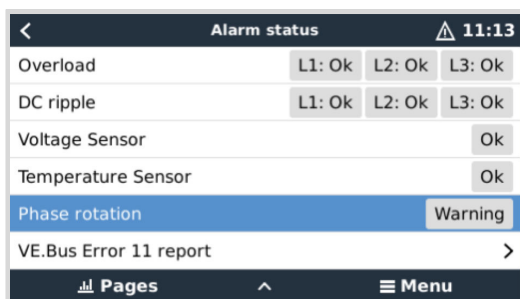 Alarm status 11:13
Overload L1: Ok L2: Ok L3: Ok
DC ripple L1: Ok L2: Ok L3: Ok
Voltage Sensor Ok
Temperature Sensor Ok
Phase rotation Warning
VE.Bus Error 11 report
Pages Menu